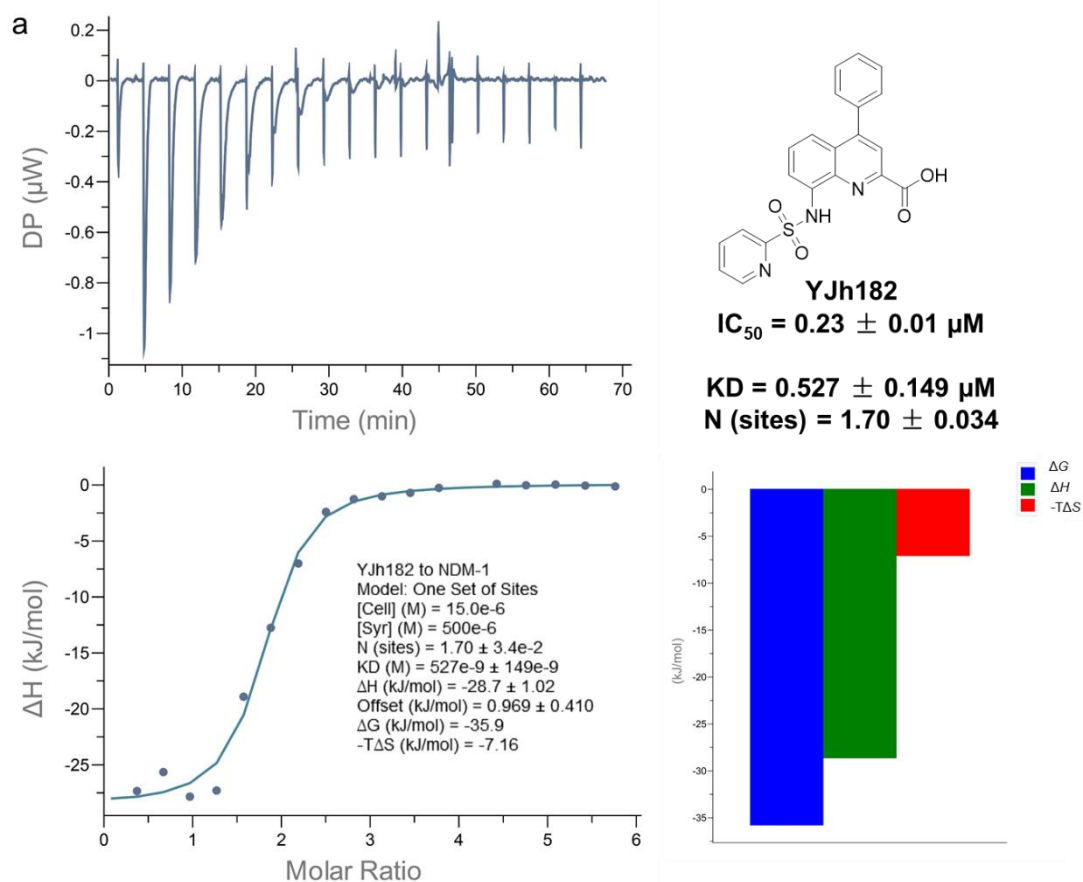 a
0.2
0
-0.2
-0.4
-0.6
-0.8
-1
DP (µW)
0 10 20 30 40 50 60 70
Time (min)
OH
O
N
O
NH
S
O
N
YJh182
IC50 = 0.23 ± 0.01 µM
KD = 0.527 ± 0.149 µM
N (sites) = 1.70 ± 0.034
0
-5
-10
-15
-20
-25
ΔH (kJ/mol)
YJh182 to NDM-1
Model: One Set of Sites
[Cell] (M) = 15.0e-6
[Syr] (M) = 500e-6
N (sites) = 1.70 ± 3.4e-2
KD (M) = 527e-9 ± 149e-9
ΔH (kJ/mol) = -28.7 ± 1.02
Offset (kJ/mol) = 0.969 ± 0.410
ΔG (kJ/mol) = -35.9
-TΔS (kJ/mol) = -7.16
0 1 2 3 4 5 6
Molar Ratio
ΔG
ΔH
-TΔS
0
-5
-10
-15
-20
-25
-30
-35
(kJ/mol)